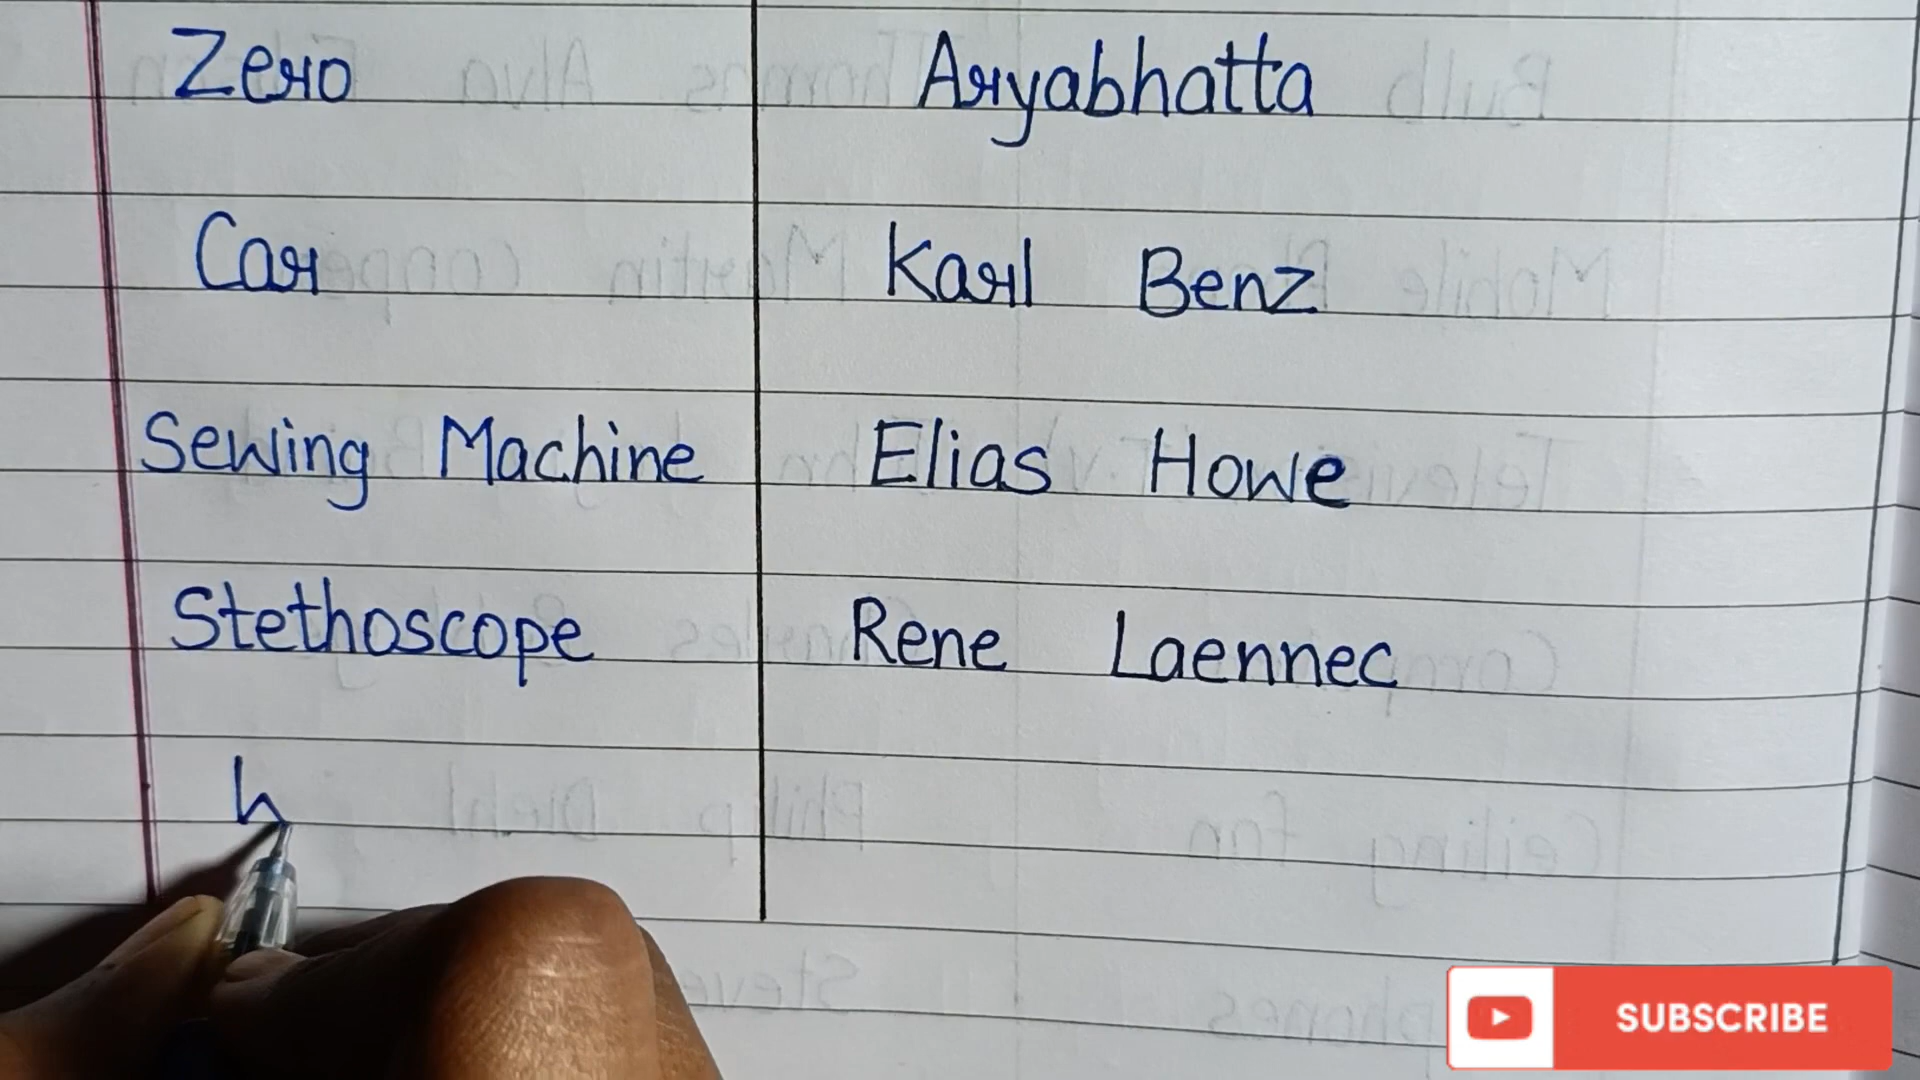 Zero Aryabhatta
Car Karl Benz
Sewing Machine Elias Howe
Stethoscope Rene Laennec
SUBSCRIBE